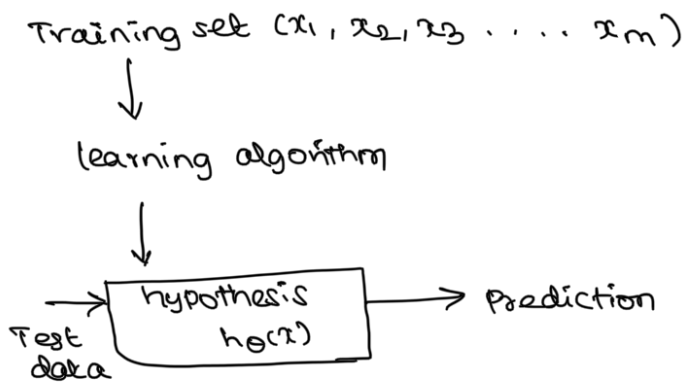 Training set (x1, x2, x3 ..... xm)
learning algorithm
hypothesis
hθ(x)
Prediction
Test
data